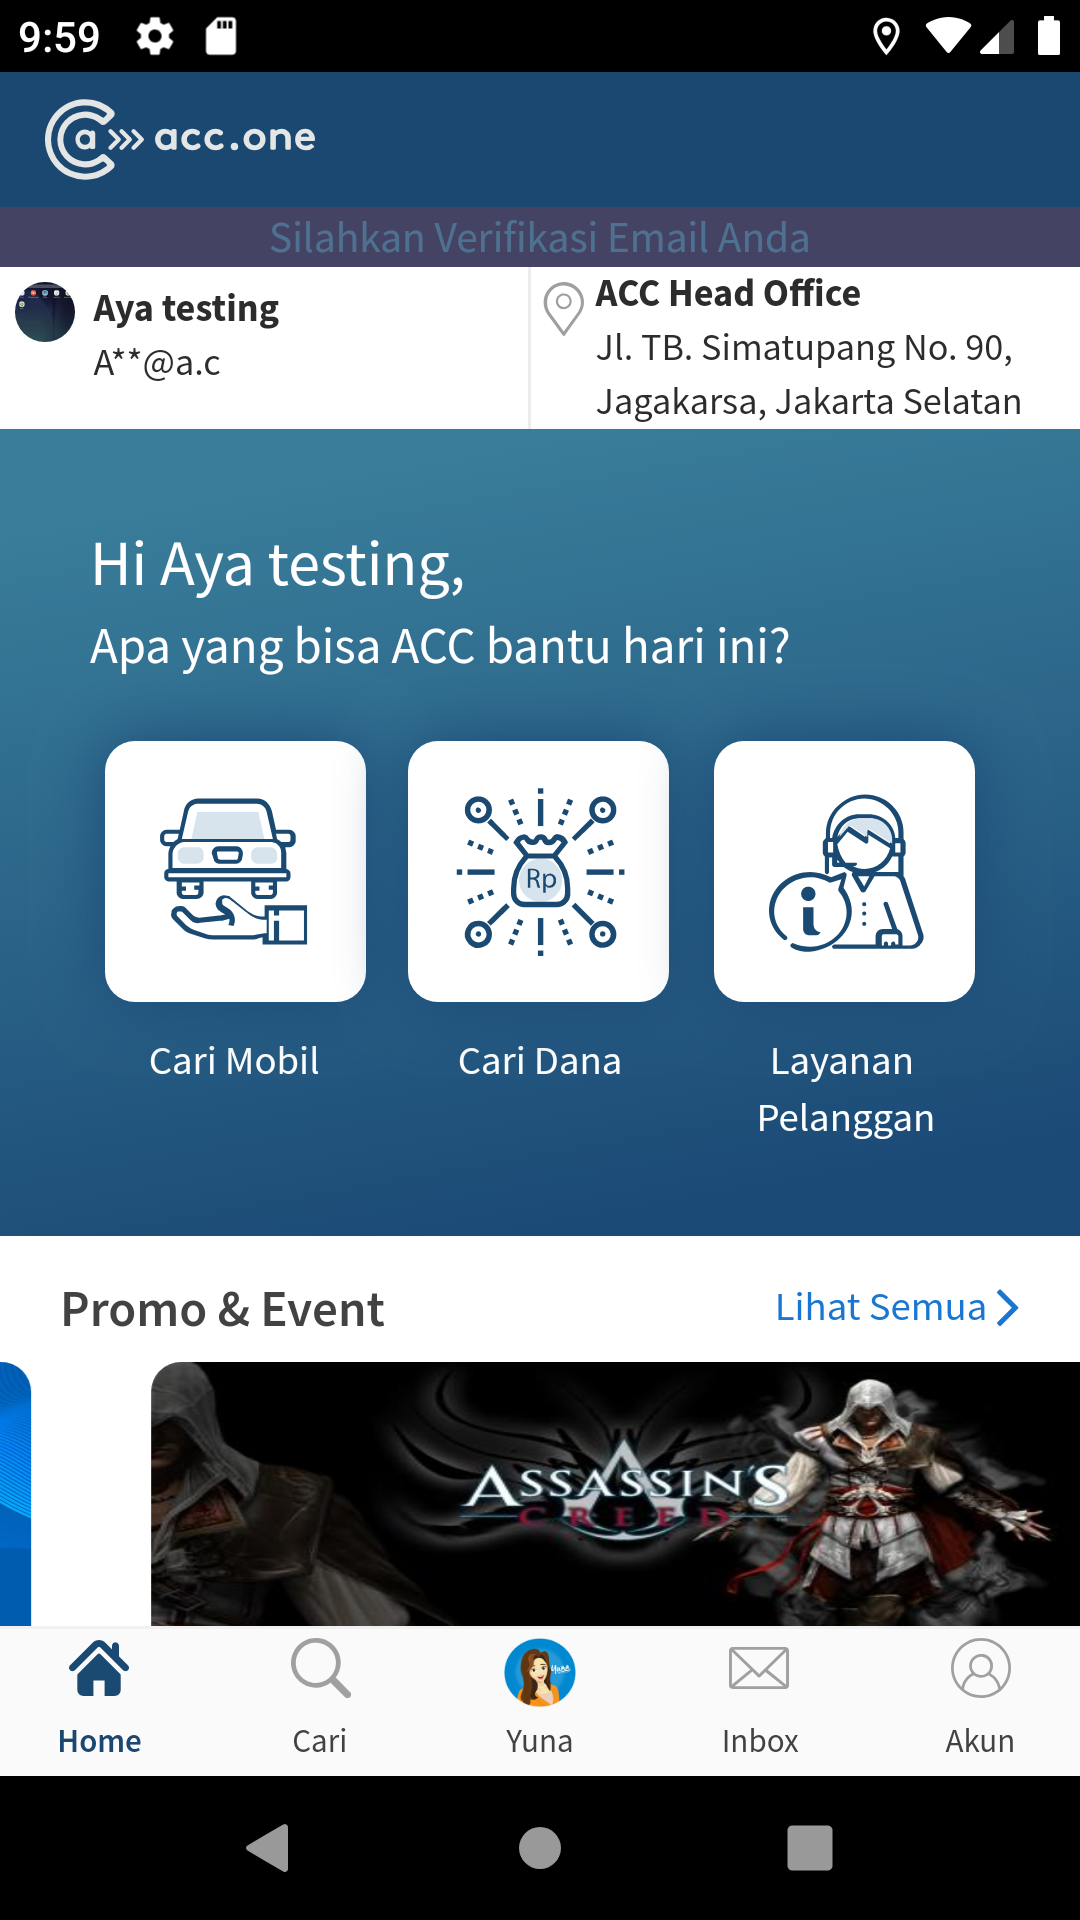 9:59
a acc.one
Silahkan Verifikasi Email Anda
Aya testing
A**@a.c
ACC Head Office
Jl. TB. Simatupang No. 90,
Jagakarsa, Jakarta Selatan
Hi Aya testing,
Apa yang bisa ACC bantu hari ini?
Rp
i
Cari Mobil
Cari Dana
Layanan
Pelanggan
Promo & Event
Lihat Semua
ASSASSIN'S
CREED
Yuna
Home
Cari
Yuna
Inbox
Akun